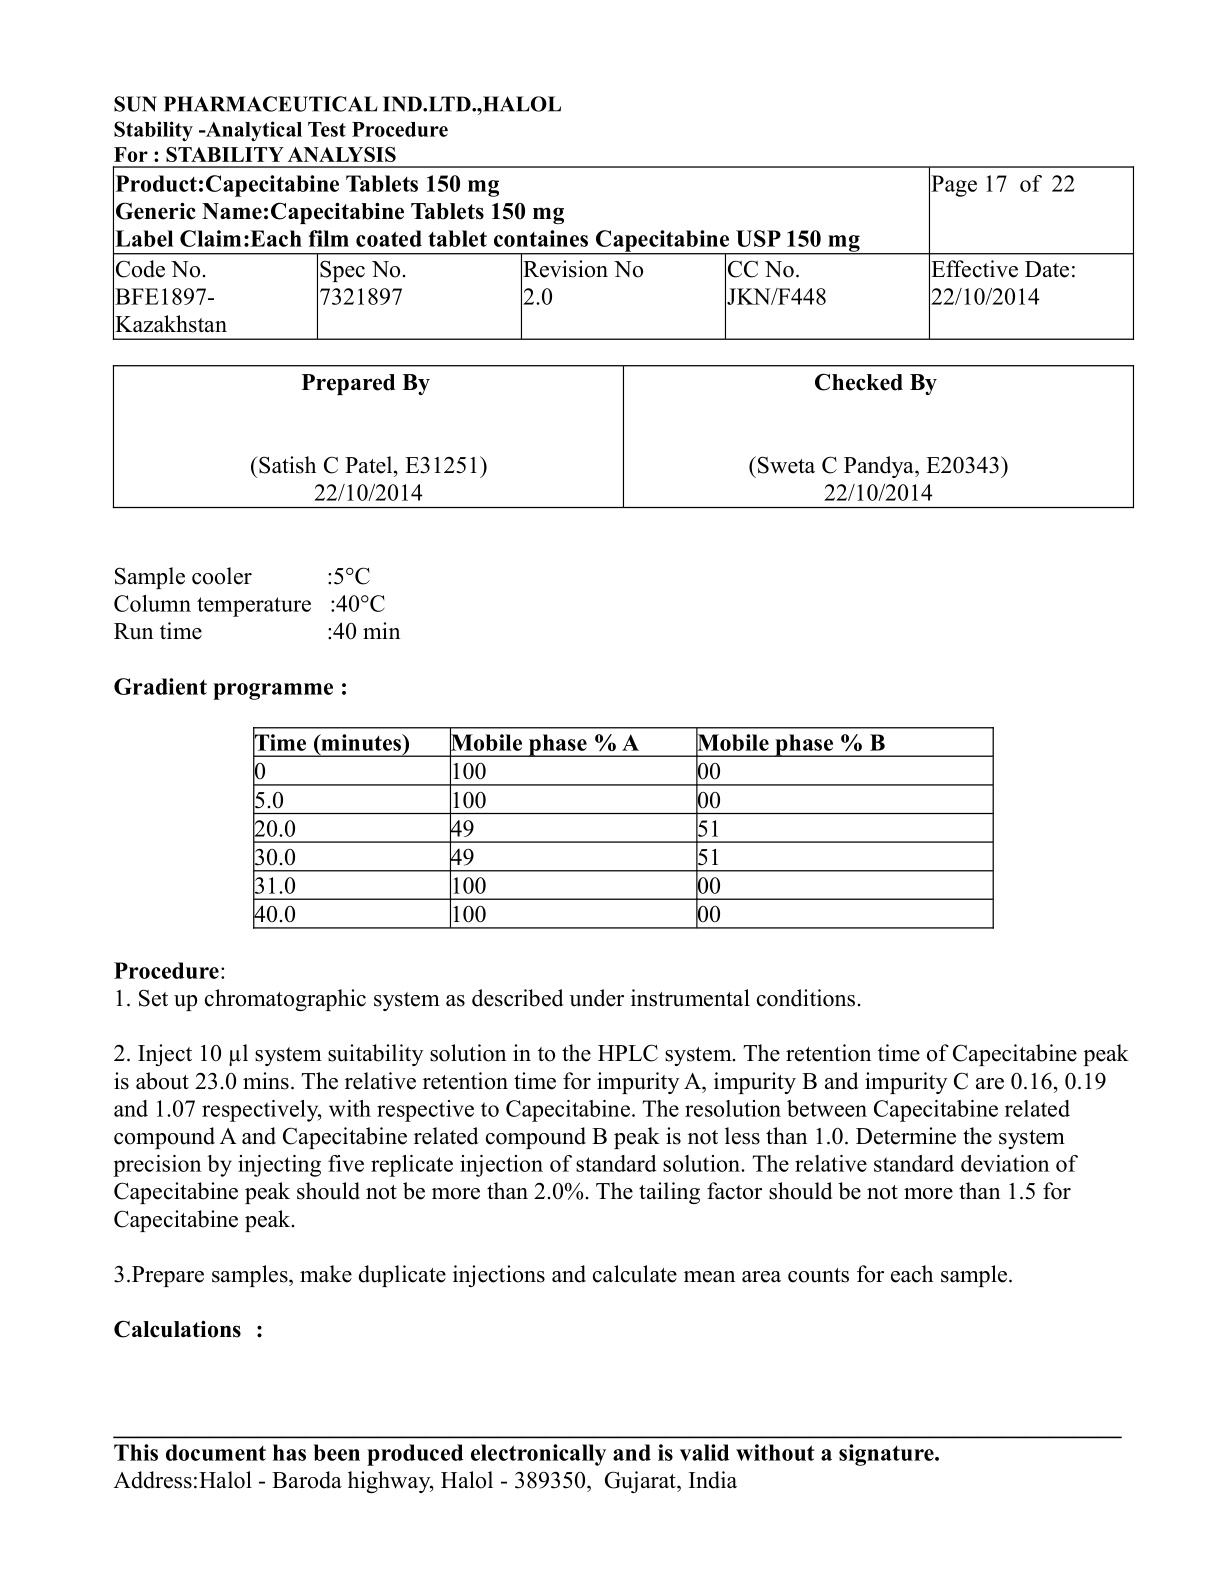 SUN PHARMACEUTICAL IND.LTD.,HALOL
Stability -Analytical Test Procedure
For : STABILITY ANALYSIS
Product:Capecitabine Tablets 150 mg
Generic Name:Capecitabine Tablets 150 mg
Label Claim:Each film coated tablet containes Capecitabine USP 150 mg
Page 17 of 22
Code No.
BFE1897-
Kazakhstan
Spec No.
7321897
Revision No
2.0
CC No.
JKN/F448
Effective Date:
22/10/2014
Prepared By
(Satish C Patel, E31251)
22/10/2014
Checked By
(Sweta C Pandya, E20343)
22/10/2014
Sample cooler :5°C
Column temperature :40°C
Run time :40 min
Gradient programme :
Time (minutes) Mobile phase % A Mobile phase % B
0 100 00
5.0 100 00
20.0 49 51
30.0 49 51
31.0 100 00
40.0 100 00
Procedure:
1. Set up chromatographic system as described under instrumental conditions.
2. Inject 10 µl system suitability solution in to the HPLC system. The retention time of Capecitabine peak
is about 23.0 mins. The relative retention time for impurity A, impurity B and impurity C are 0.16, 0.19
and 1.07 respectively, with respective to Capecitabine. The resolution between Capecitabine related
compound A and Capecitabine related compound B peak is not less than 1.0. Determine the system
precision by injecting five replicate injection of standard solution. The relative standard deviation of
Capecitabine peak should not be more than 2.0%. The tailing factor should be not more than 1.5 for
Capecitabine peak.
3.Prepare samples, make duplicate injections and calculate mean area counts for each sample.
Calculations :
This document has been produced electronically and is valid without a signature.
Address:Halol - Baroda highway, Halol - 389350, Gujarat, India